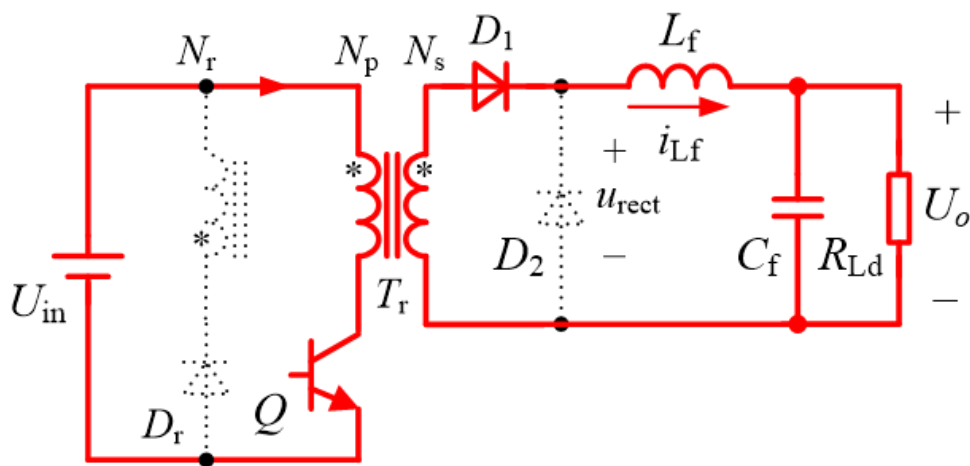 Nr Np Ns D1 Lf
* * * + iLf +
Uin Tr D2 urect − Cf RLd Uo −
Dr Q